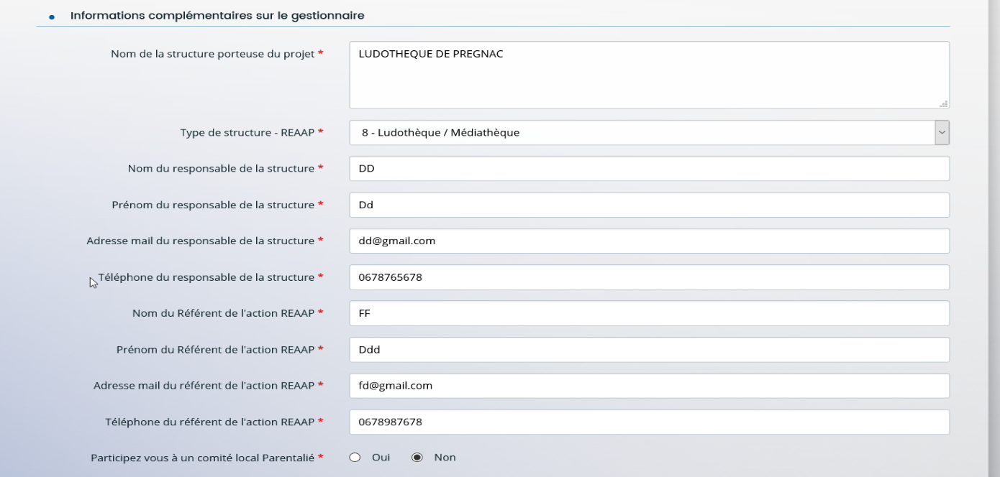 Informations complémentaires sur le gestionnaire
Nom de la structure porteuse du projet * LUDOTHEQUE DE PREGNAC
Type de structure - REAAP * 8 - Ludothèque / Médiathèque
Nom du responsable de la structure * DD
Prénom du responsable de la structure * Dd
Adresse mail du responsable de la structure * dd@gmail.com
Téléphone du responsable de la structure * 0678765678
Nom du Référent de l'action REAAP * FF
Prénom du Référent de l'action REAAP * Ddd
Adresse mail du référent de l'action REAAP * fd@gmail.com
Téléphone du référent de l'action REAAP * 0678987678
Participez vous à un comité local Parentalié * Oui Non